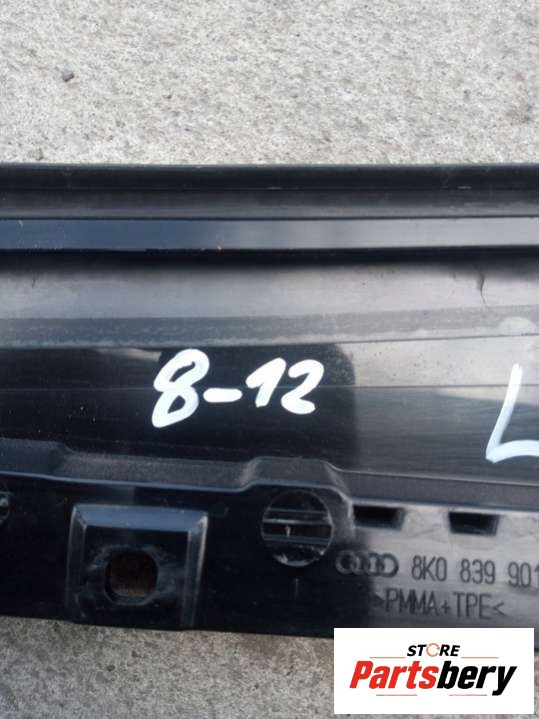 8-12
L
8K0 839 901
>PMMA+TPE<
STORE
Partsbery